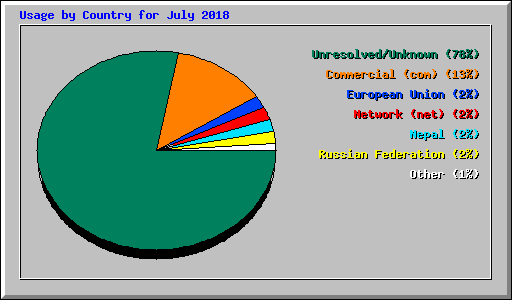 Usage by Country for July 2018
Unresolved/Unknown (78%)
Commercial (com) (13%)
European Union (2%)
Network (net) (2%)
Nepal (2%)
Russian Federation (2%)
Other (1%)